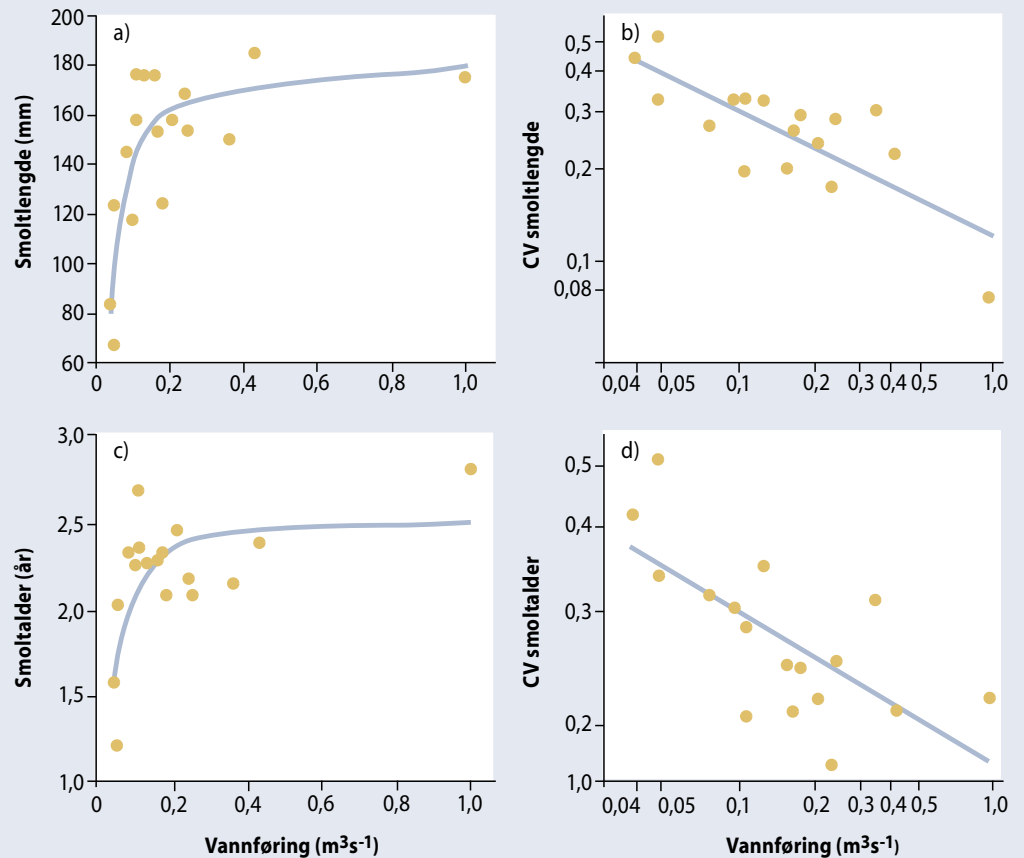 a)
Smoltlengde (mm)
200
180
160
140
120
100
80
60
0 0,2 0,4 0,6 0,8 1,0
b)
CV smoltlengde
0,5
0,4
0,3
0,2
0,1
0,08
0,04 0,05 0,1 0,2 0,3 0,4 0,5 1,0
c)
Smoltalder (år)
3,0
2,5
2,0
1,5
1,0
0 0,2 0,4 0,6 0,8 1,0
Vannføring (m3s-1)
d)
CV smoltalder
0,5
0,4
0,3
0,2
1,0
0,04 0,05 0,1 0,2 0,3 0,4 0,5 1,0
Vannføring (m3s-1)